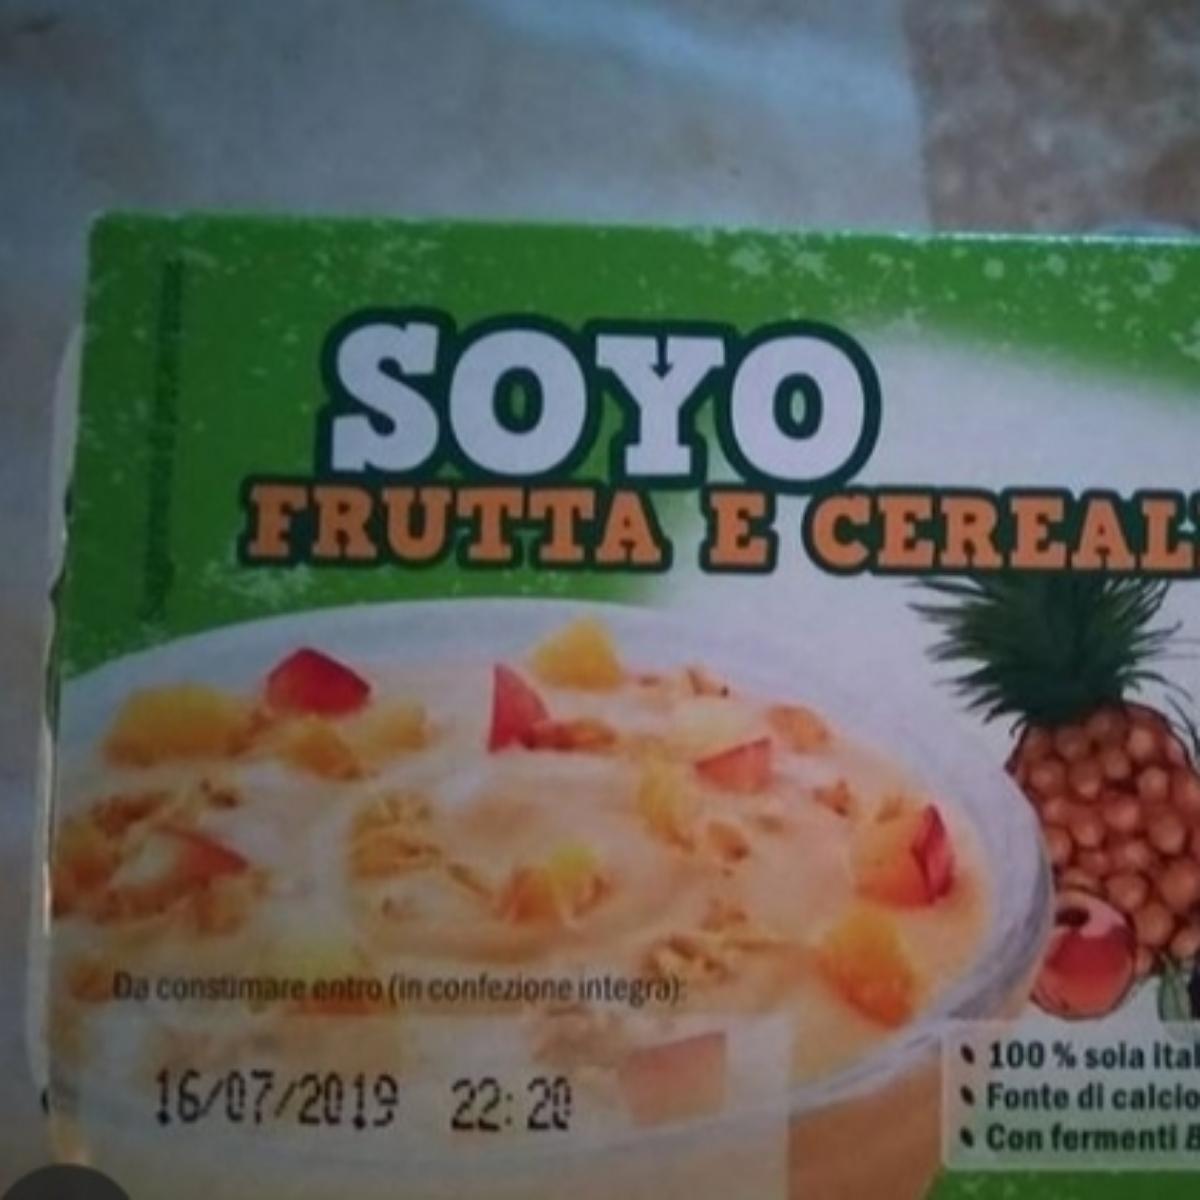 SOYO
FRUTTA E CEREAL
Da consumare entro (in confezione integra):
16/07/2019 22:20
100 % soia ital
Fonte di calcio
Con fermenti B